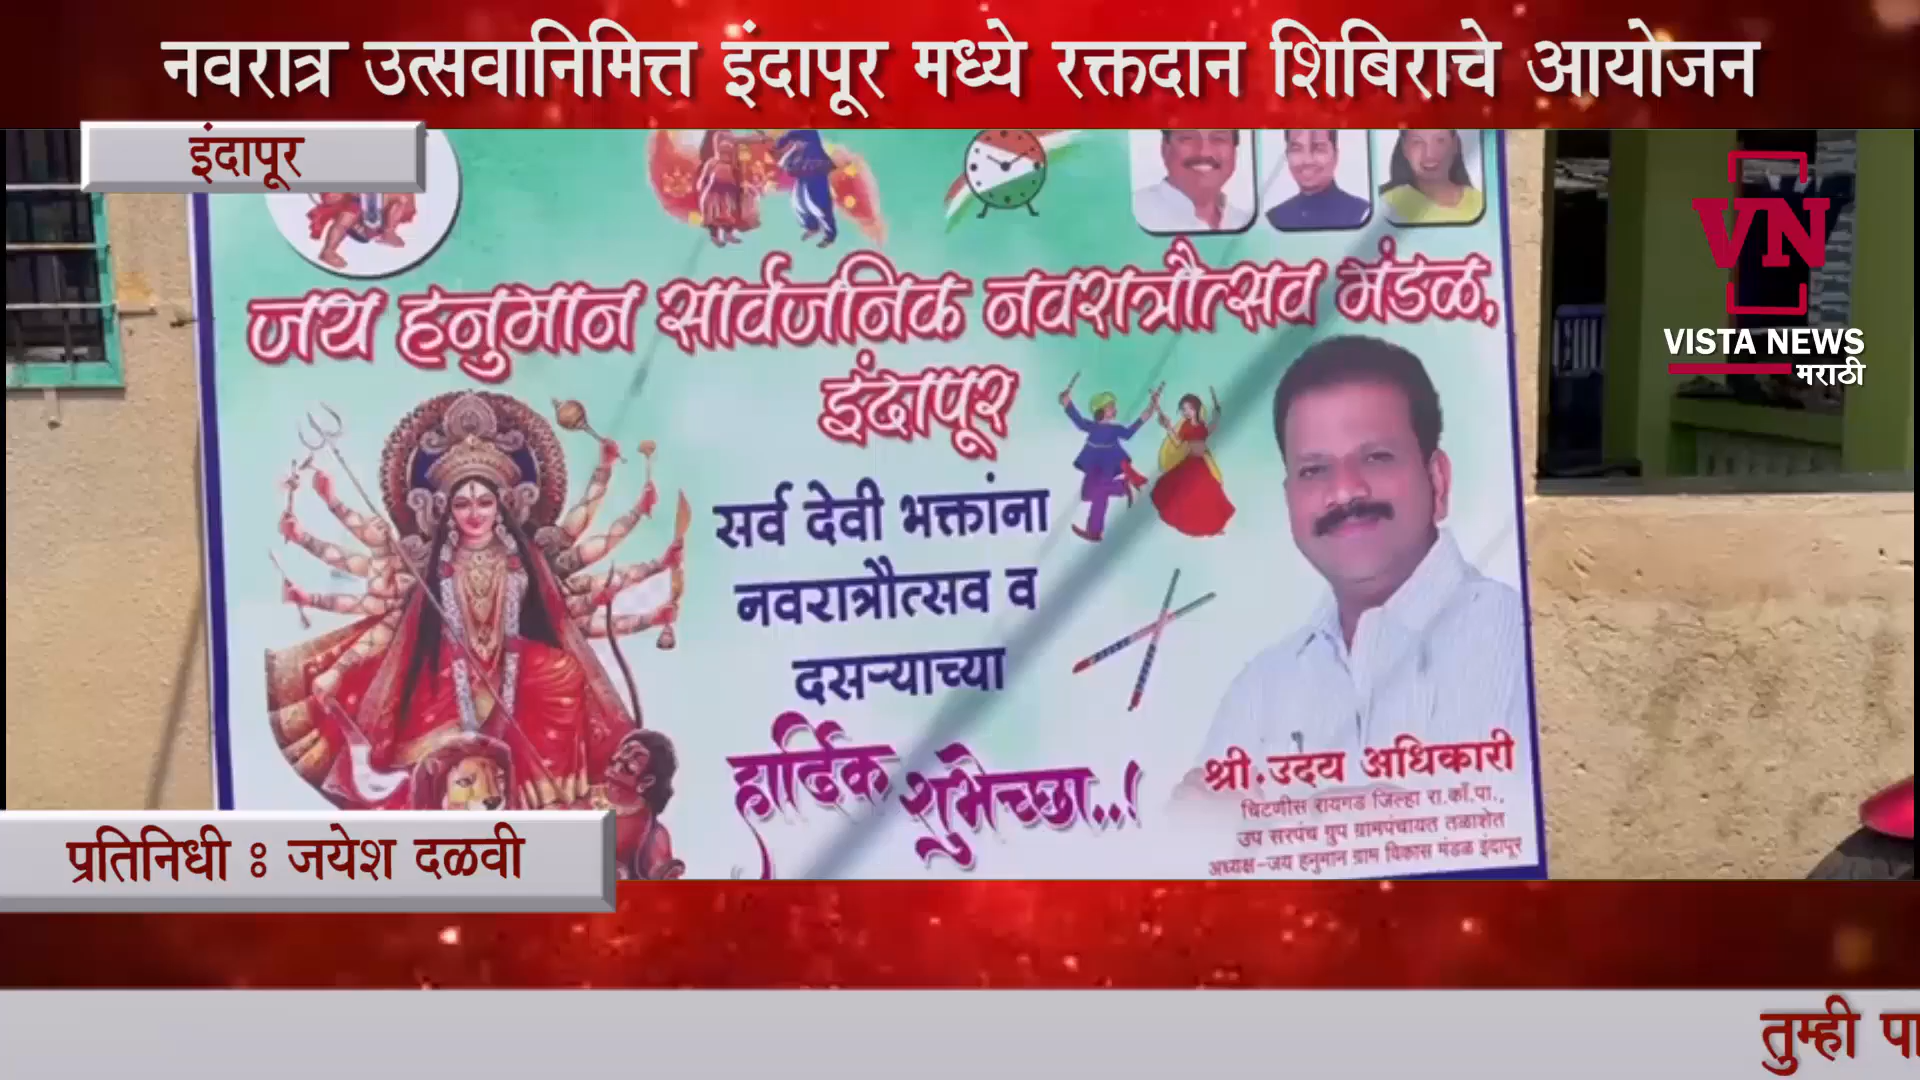 नवरात्र उत्सवानिमित्त इंदापूर मध्ये रक्तदान शिबिराचे आयोजन
इंदापूर
VN
VISTA NEWS
मराठी
जय हनुमान सार्वजनिक नवरात्रौत्सव मंडळ,
इंदापूर
सर्व देवी भक्तांना
नवरात्रौत्सव व
दसऱ्याच्या
हार्दिक शुभेच्छा..!
श्री.उदय अधिकारी
चिटणीस रायगड जिल्हा रा.काँ.पा.,
उप सरपंच ग्रुप ग्रामपंचायत तळाशेत
अध्यक्ष-जय हनुमान ग्राम विकास मंडळ इंदापूर
प्रतिनिधी : जयेश दळवी
तुम्ही पा